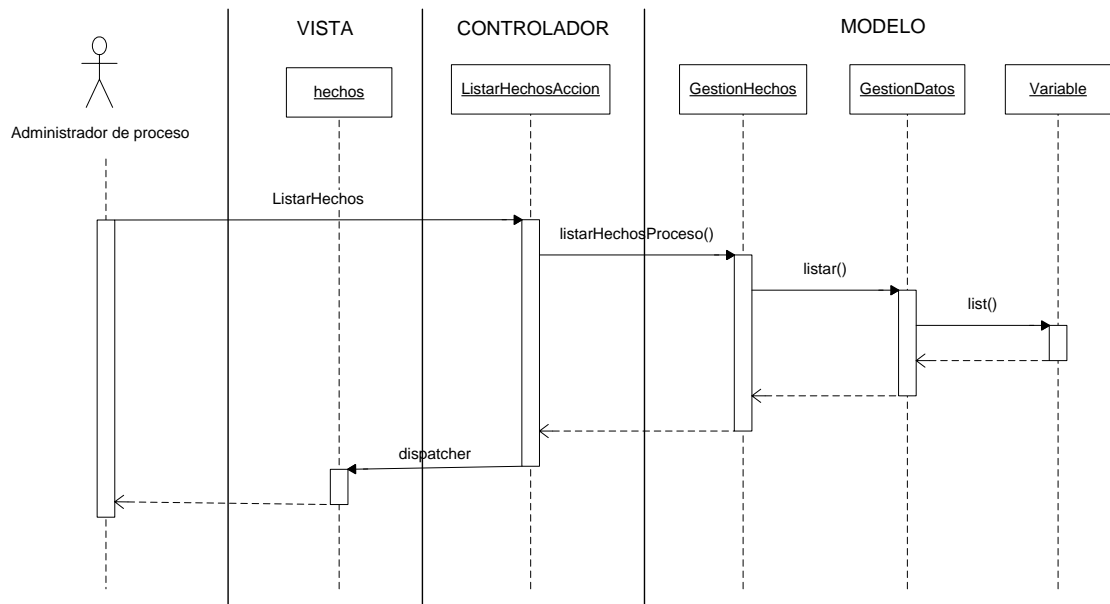 VISTA
CONTROLADOR
MODELO
hechos
ListarHechosAccion
GestionHechos
GestionDatos
Variable
Administrador de proceso
ListarHechos
listarHechosProceso()
listar()
list()
dispatcher